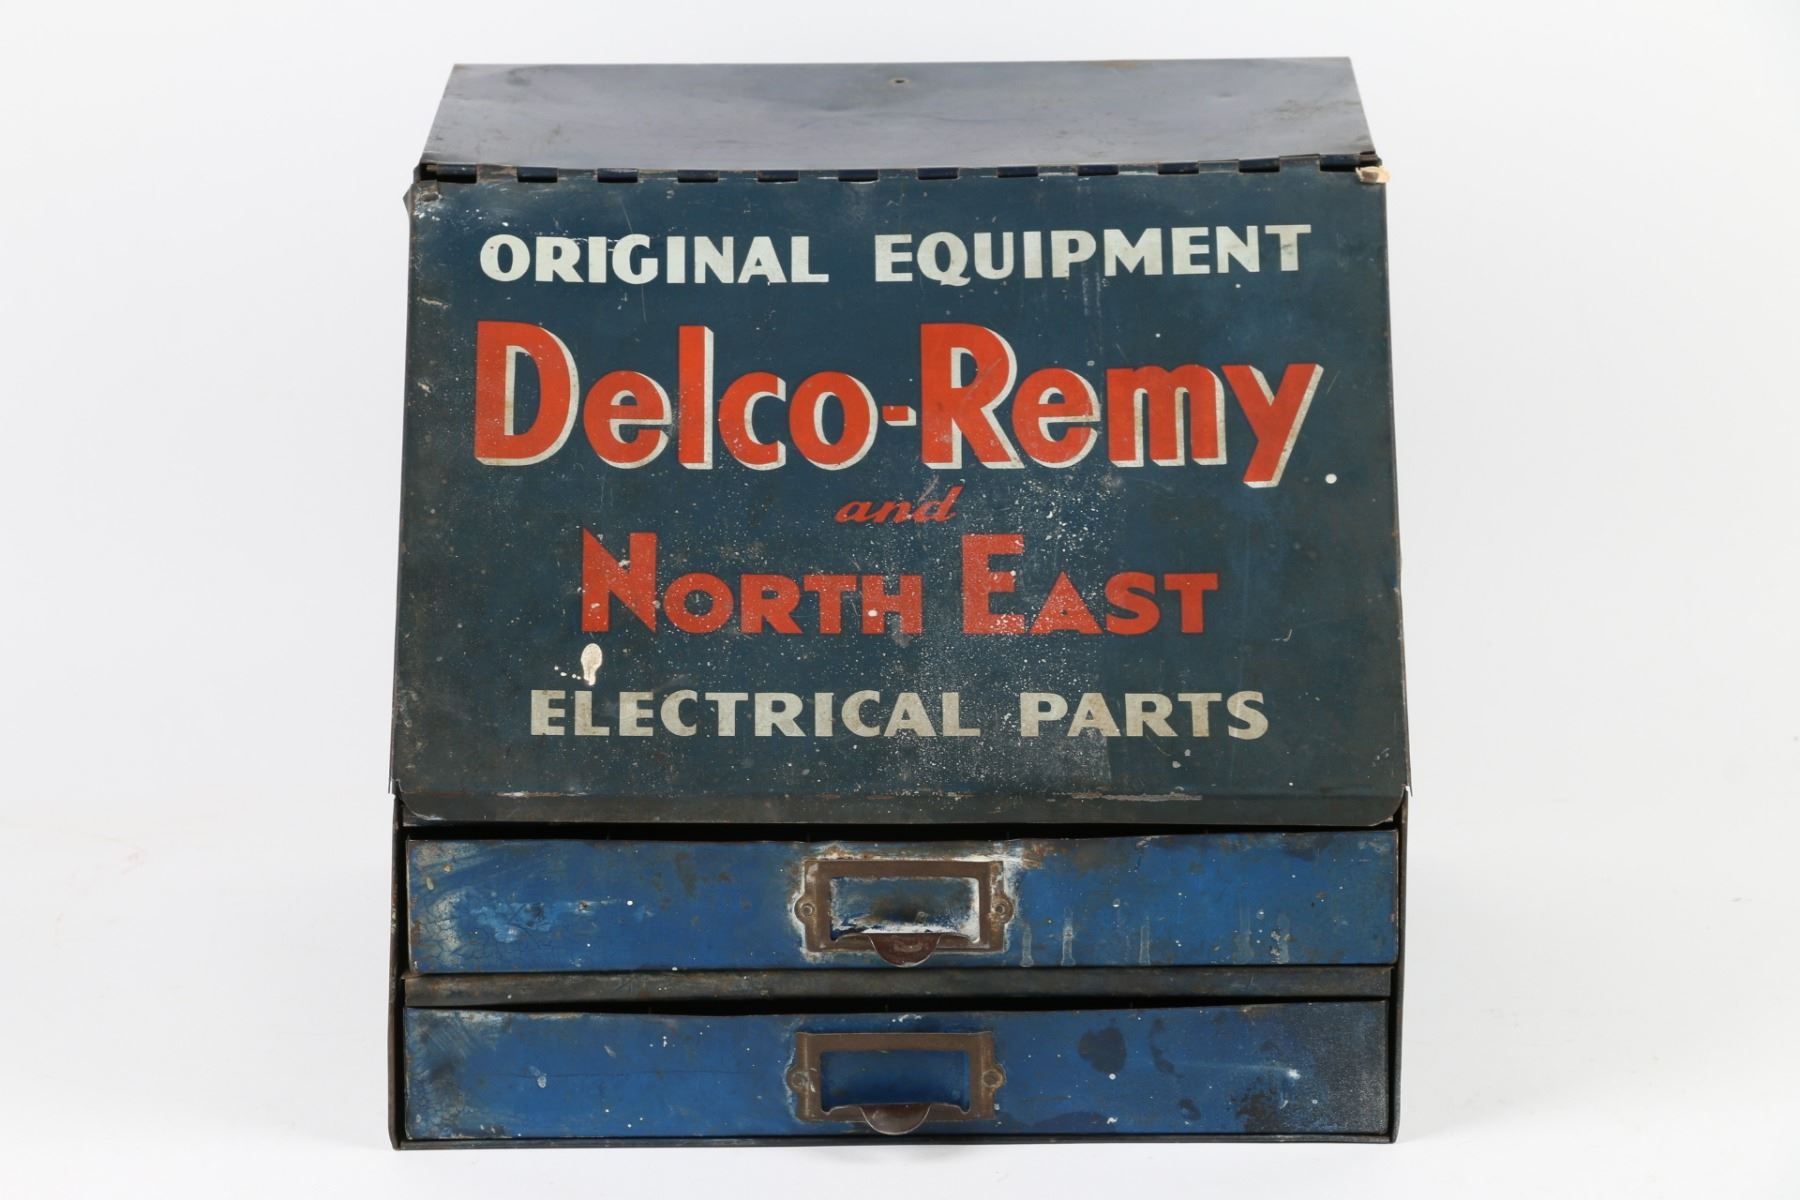 ORIGINAL EQUIPMENT
Delco-Remy
and
NORTH EAST
ELECTRICAL PARTS